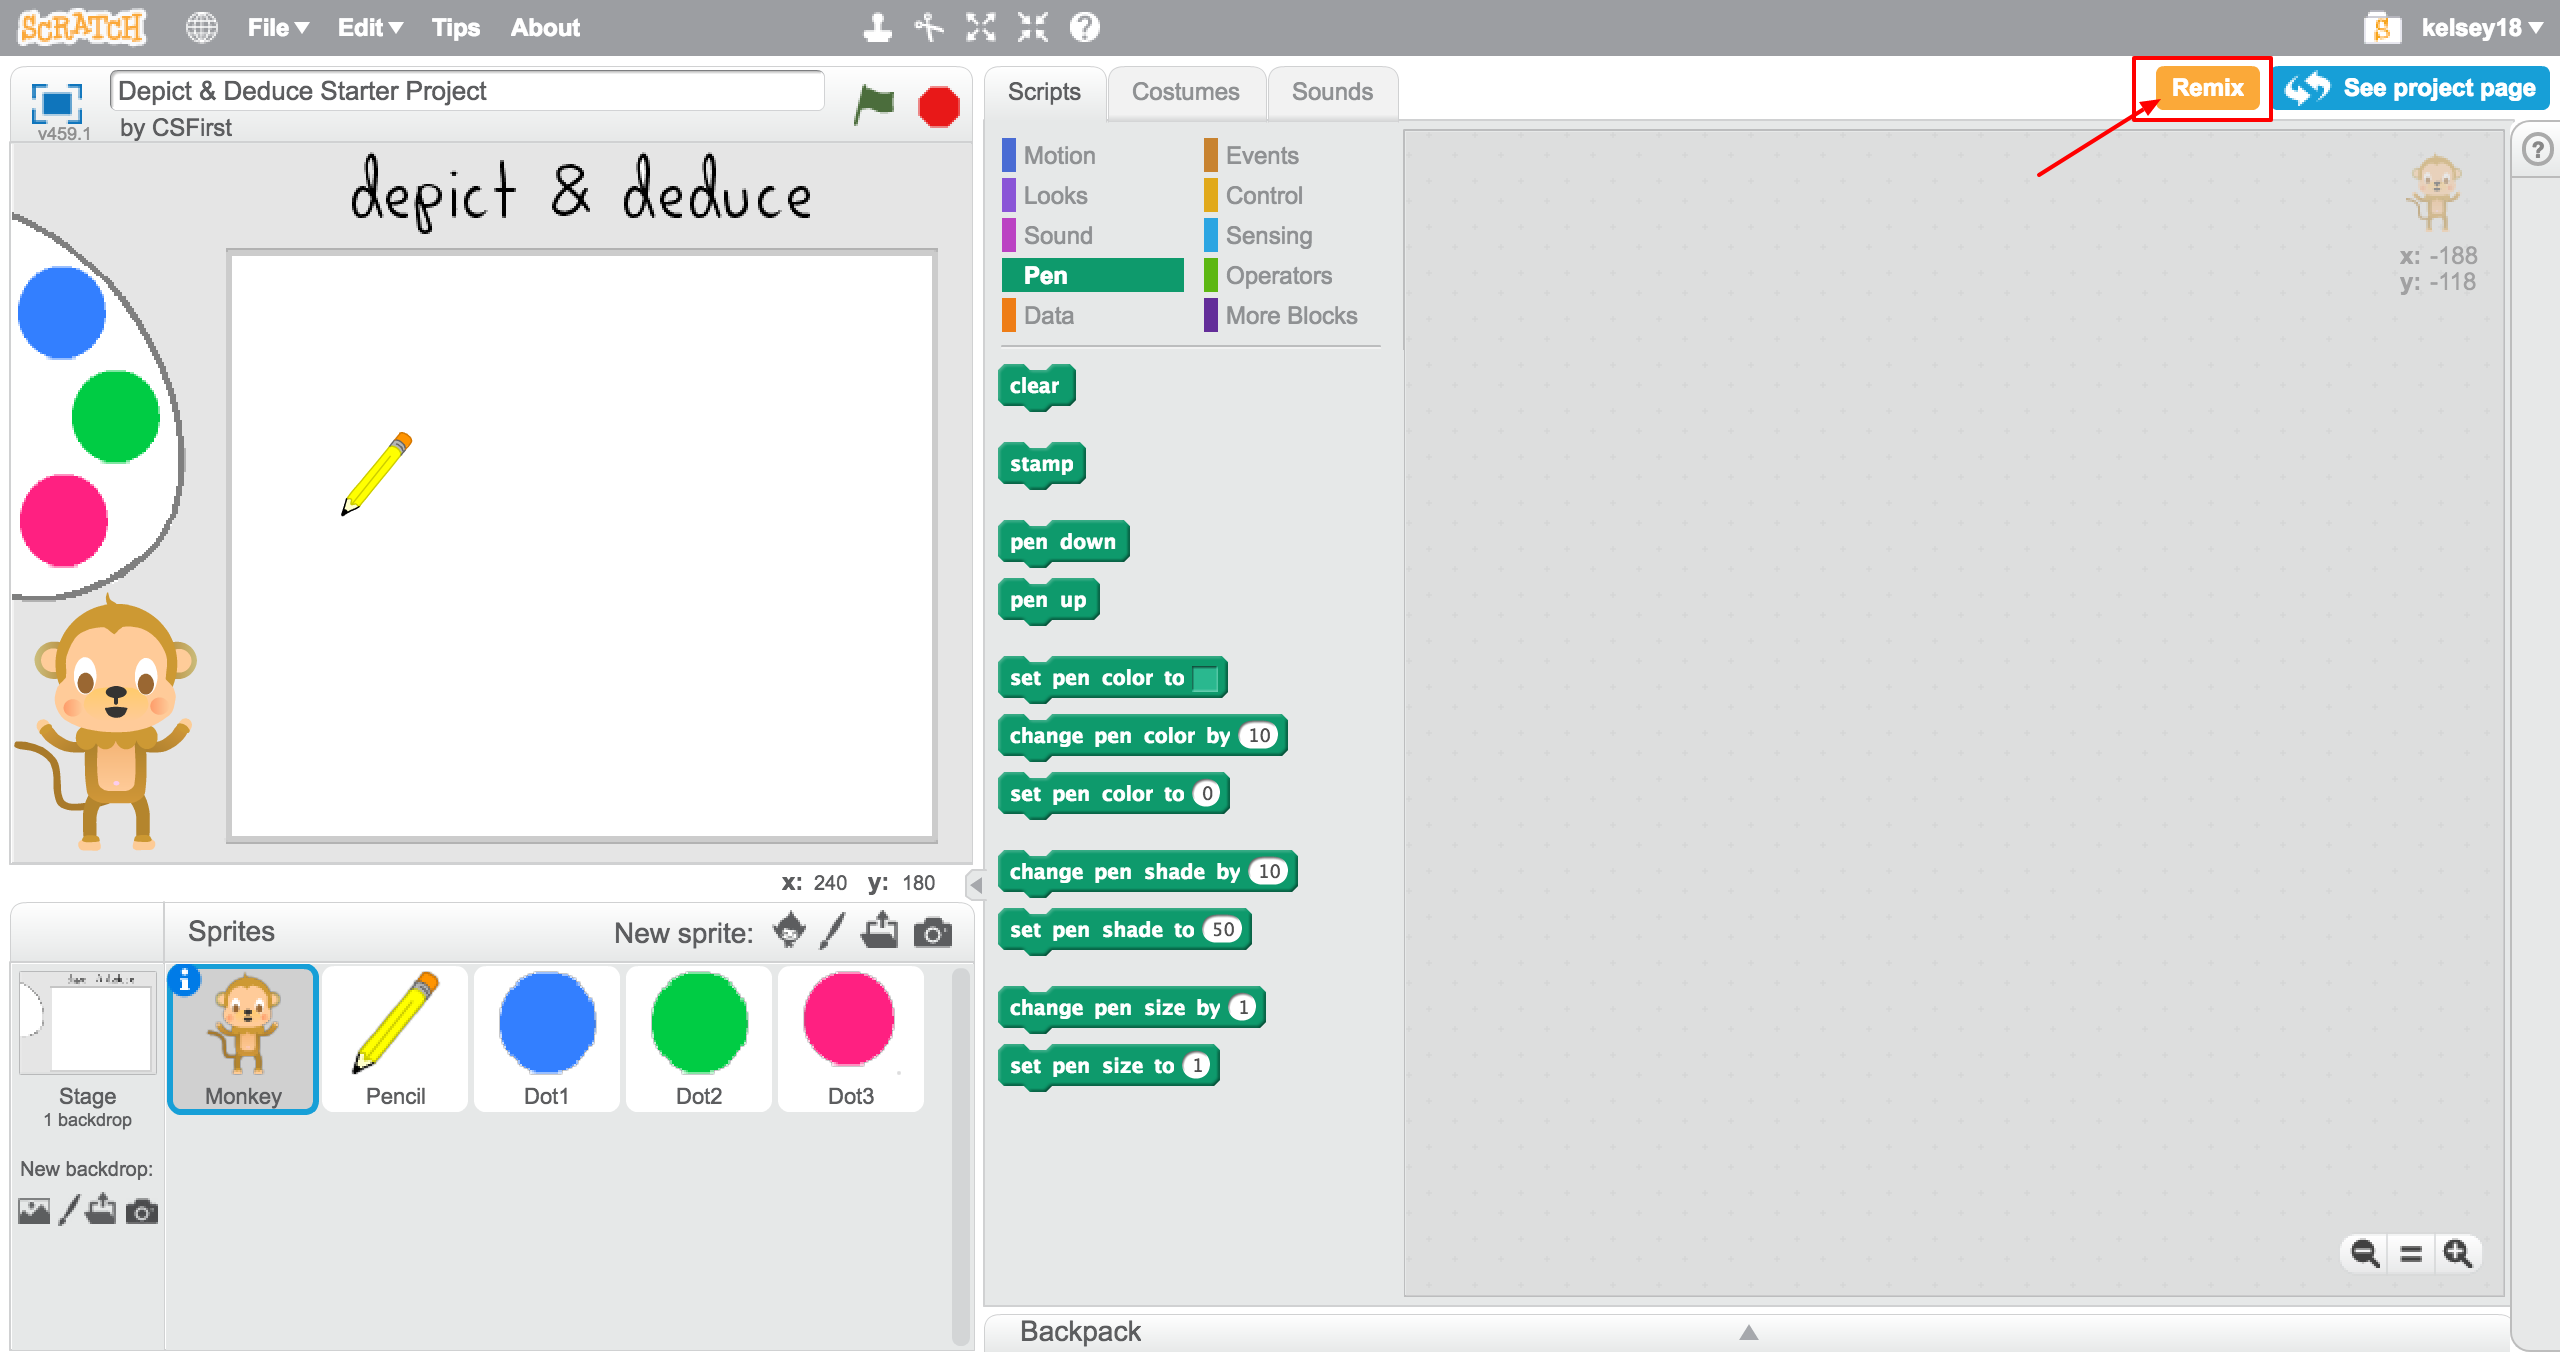 SCRATCH File Edit Tips About kelsey18
Depict & Deduce Starter Project
v459.1 by CSFirst
Scripts Costumes Sounds
Remix See project page
depict & deduce
Motion Events
Looks Control
Sound Sensing
Pen Operators
Data More Blocks
x: -188
y: -118
clear
stamp
pen down
pen up
set pen color to
change pen color by 10
set pen color to 0
change pen shade by 10
set pen shade to 50
change pen size by 1
set pen size to 1
x: 240 y: 180
Sprites New sprite:
Stage
1 backdrop
New backdrop:
Monkey Pencil Dot1 Dot2 Dot3
Backpack